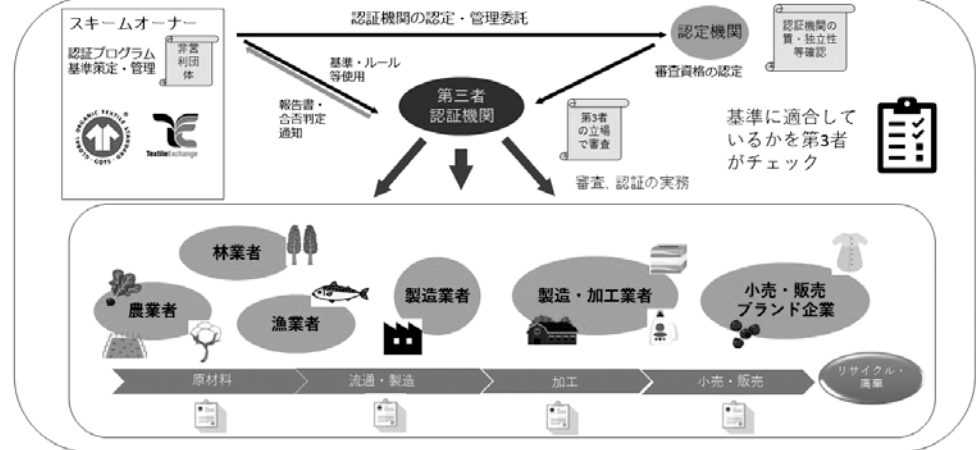 スキームオーナー
認証プログラム
基準策定・管理
非営
利団
体
GLOBAL ORGANIC TEXTILE STANDARD · GOTS
TextileExchange
認証機関の認定・管理委託
認定機関
審査資格の認定
認証機関の
質・独立性
等確認
基準・ルール
等使用
報告書・
合否判定
通知
第三者
認証機関
第3者
の立場
で審査
基準に適合して
いるかを第3者
がチェック
審査、認証の実務
林業者
農業者
漁業者
製造業者
製造・加工業者
小売・販売
ブランド企業
原材料
流通・製造
加工
小売・販売
リサイクル・
廃棄